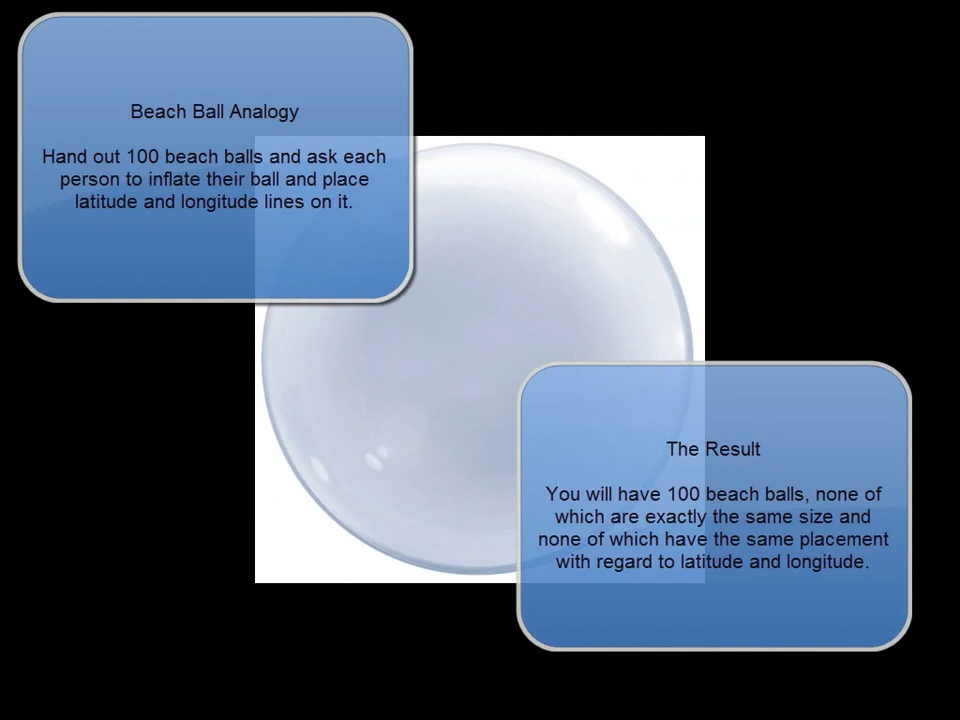 Beach Ball Analogy
Hand out 100 beach balls and ask each
person to inflate their ball and place
latitude and longitude lines on it.
The Result
You will have 100 beach balls, none of
which are exactly the same size and
none of which have the same placement
with regard to latitude and longitude.